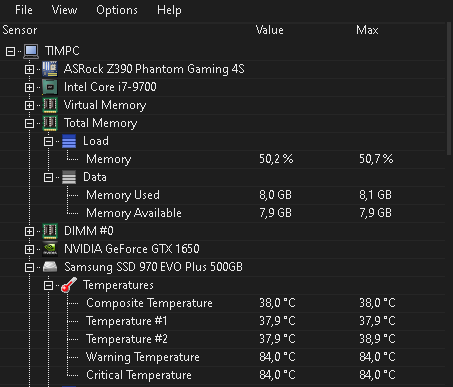 File View Options Help
Sensor Value Max
TIMPC
ASRock Z390 Phantom Gaming 4S
Intel Core i7-9700
Virtual Memory
Total Memory
Load
Memory 50,2 % 50,7 %
Data
Memory Used 8,0 GB 8,1 GB
Memory Available 7,9 GB 7,9 GB
DIMM #0
NVIDIA GeForce GTX 1650
Samsung SSD 970 EVO Plus 500GB
Temperatures
Composite Temperature 38,0 °C 38,0 °C
Temperature #1 37,9 °C 37,9 °C
Temperature #2 37,9 °C 38,9 °C
Warning Temperature 84,0 °C 84,0 °C
Critical Temperature 84,0 °C 84,0 °C